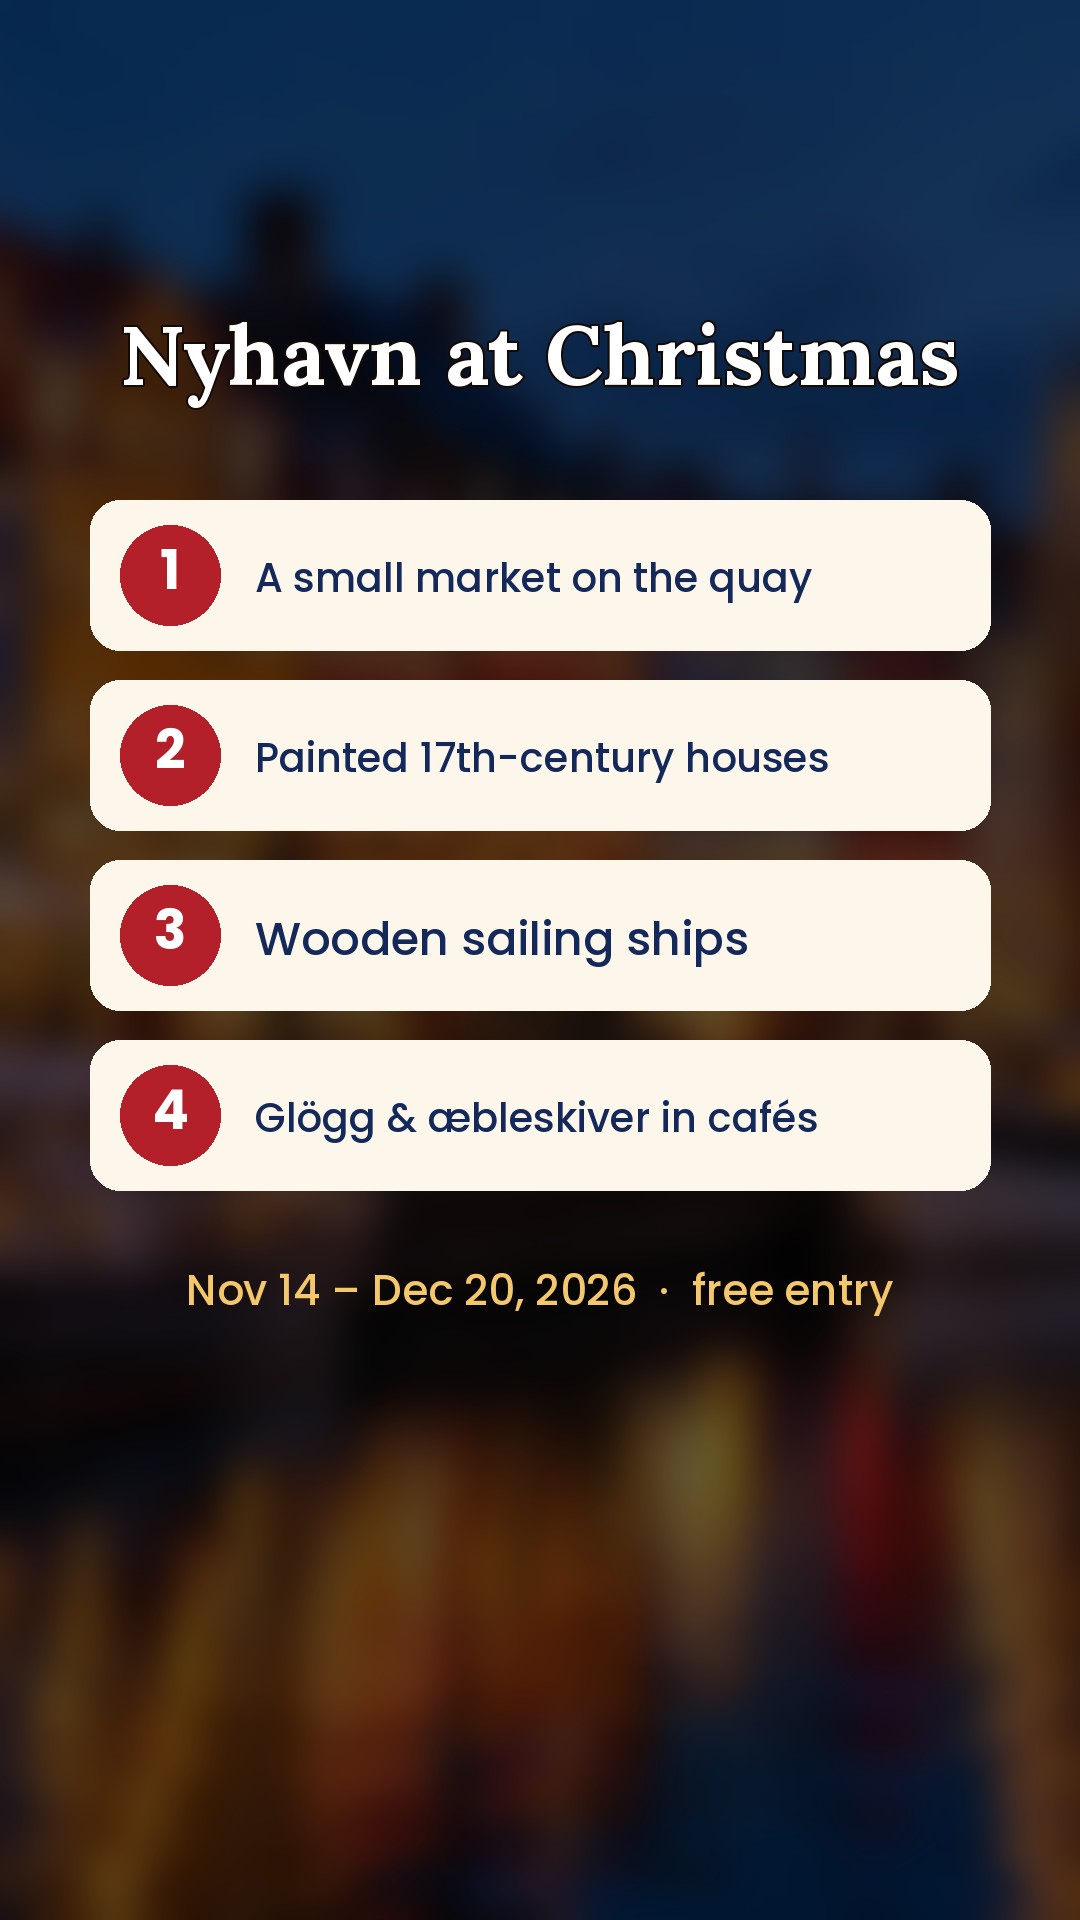 Nyhavn at Christmas
1 A small market on the quay
2 Painted 17th-century houses
3 Wooden sailing ships
4 Glögg & æbleskiver in cafés
Nov 14 – Dec 20, 2026 · free entry